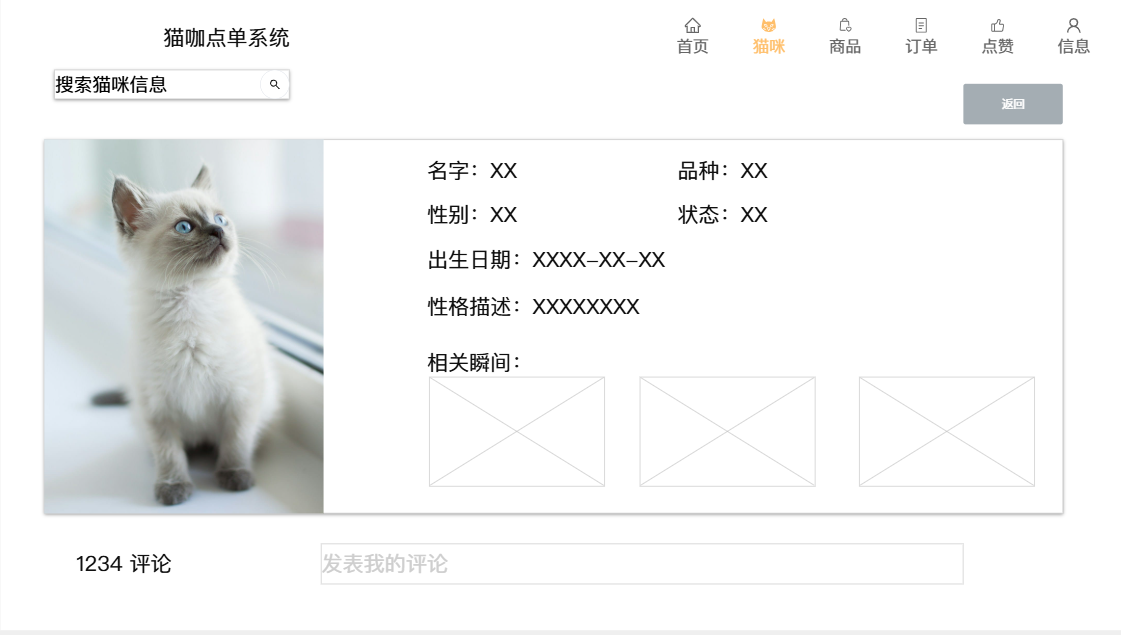 猫咖点单系统
首页 猫咪 商品 订单 点赞 信息
搜索猫咪信息
返回
名字：XX 品种：XX
性别：XX 状态：XX
出生日期：XXXX-XX-XX
性格描述：XXXXXXXX
相关瞬间：
1234 评论 发表我的评论